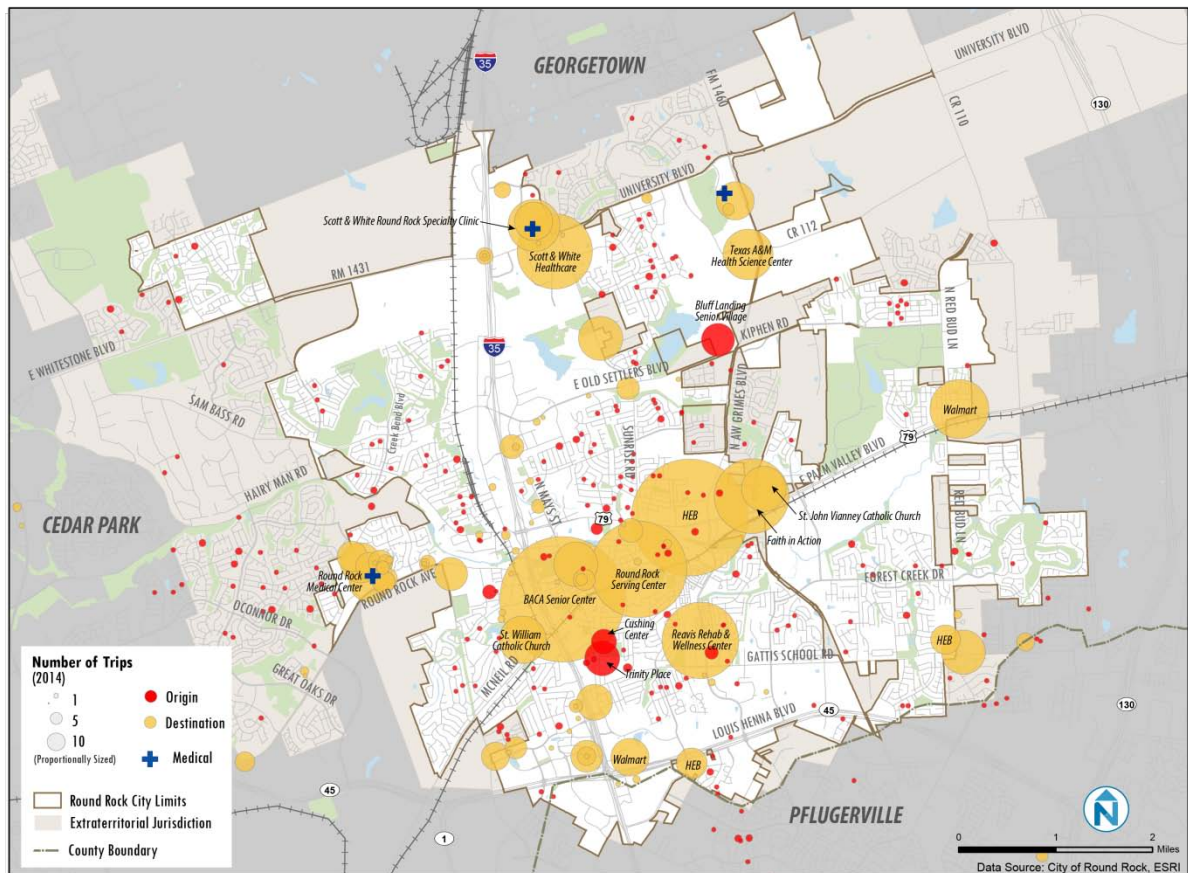 GEORGETOWN
35
FM 1460
UNIVERSITY BLVD
CR 110
130
UNIVERSITY BLVD
Scott & White Round Rock Specialty Clinic
Scott & White
Healthcare
Texas A&M
Health Science Center
CR 112
RM 1431
Bluff Landing
Senior Village
KIPHEN RD
N RED BUD LN
35
E WHITESTONE BLVD
E OLD SETTLERS BLVD
SAM BASS RD
Creek Bend Blvd
N AW GRIMES BLVD
Walmart
79
SUNRISE RD
E PALM VALLEY BLVD
HAIRY MAN RD
N MAYS ST
CEDAR PARK
79
HEB
St. John Vianney Catholic Church
Faith in Action
RED BUD LN
Round Rock
Medical Center
ROUND ROCK AVE
BACA Senior Center
Round Rock
Serving Center
FOREST CREEK DR
OCONNOR DR
St. William
Catholic Church
Cushing
Center
Reavis Rehab &
Wellness Center
HEB
GATTIS SCHOOL RD
MCNEIL RD
Trinity Place
GREAT OAKS DR
LOUIS HENNA BLVD
45
130
Walmart
HEB
45
1
PFLUGERVILLE
Number of Trips
(2014)
1
5
10
(Proportionally Sized)
Origin
Destination
Medical
Round Rock City Limits
Extraterritorial Jurisdiction
County Boundary
N
0 1 2
Miles
Data Source: City of Round Rock, ESRI